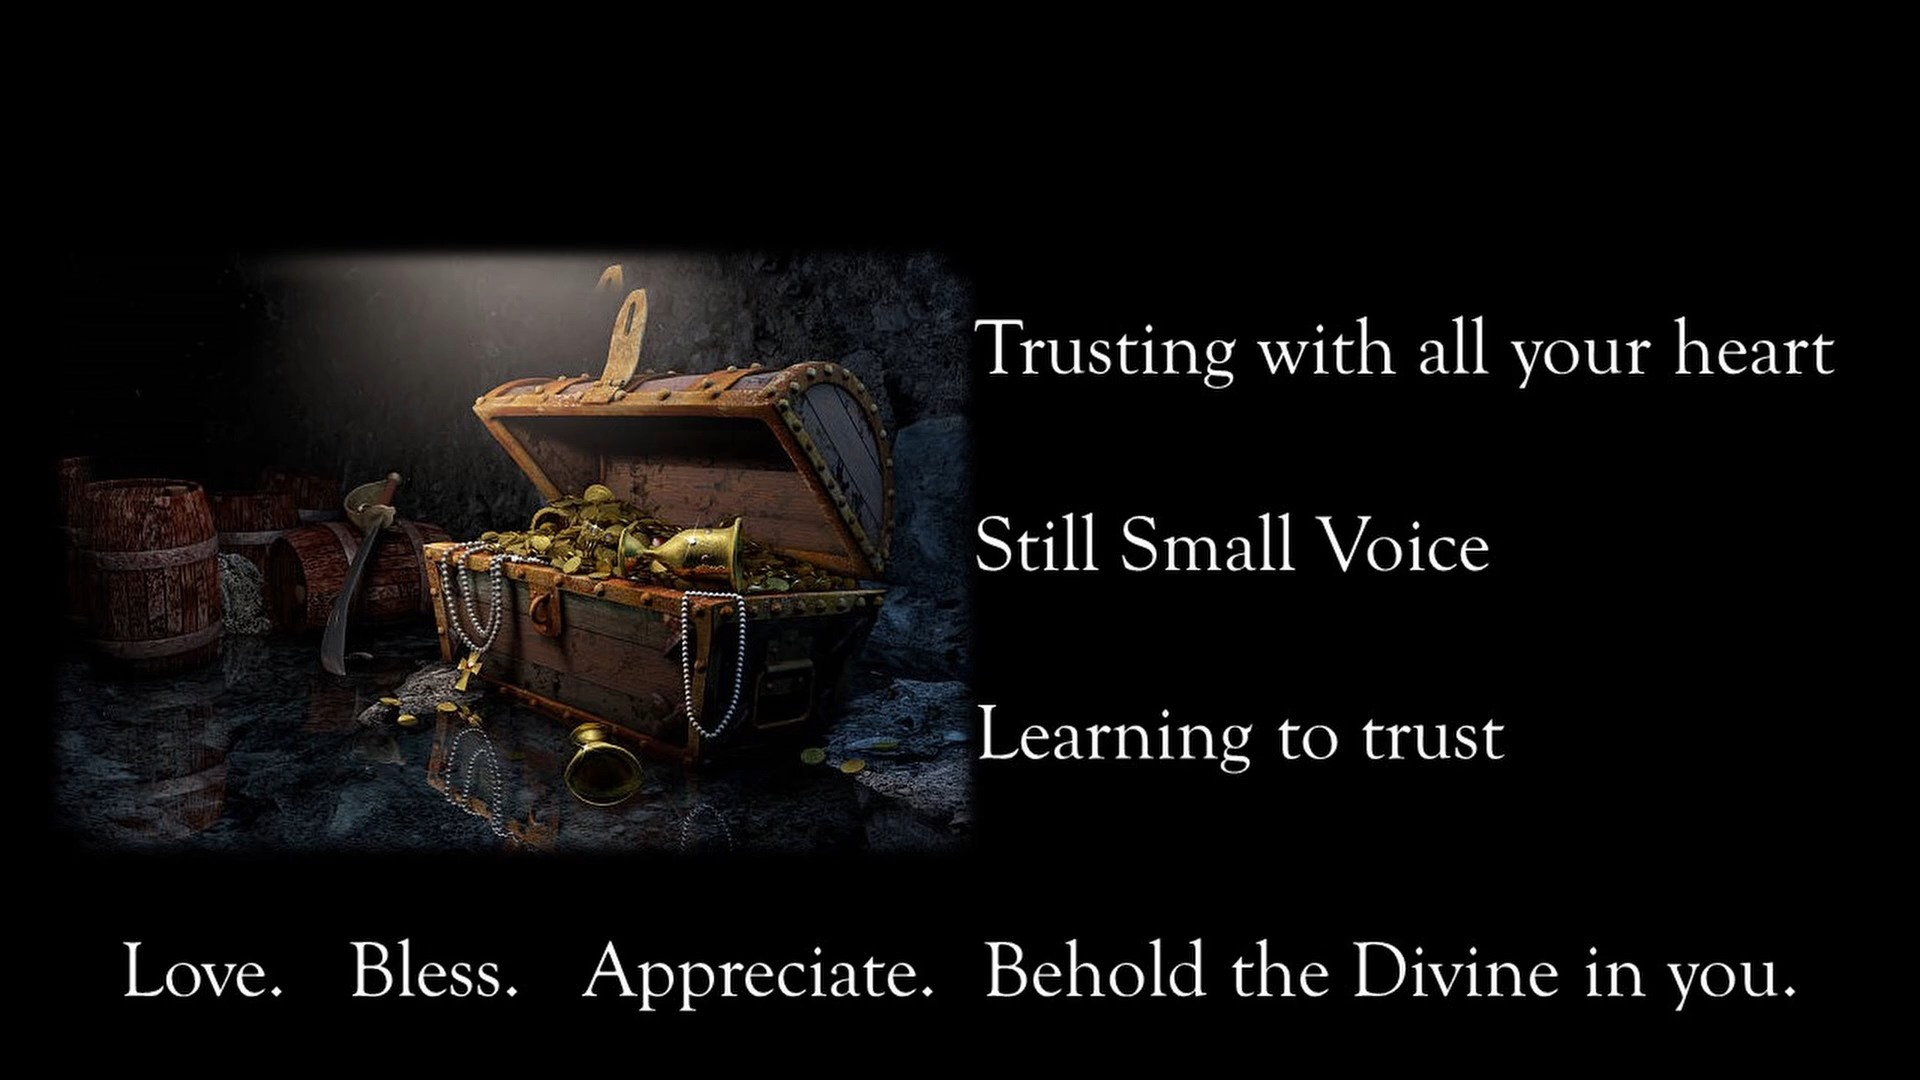 Trusting with all your heart
Still Small Voice
Learning to trust
Love. Bless. Appreciate. Behold the Divine in you.